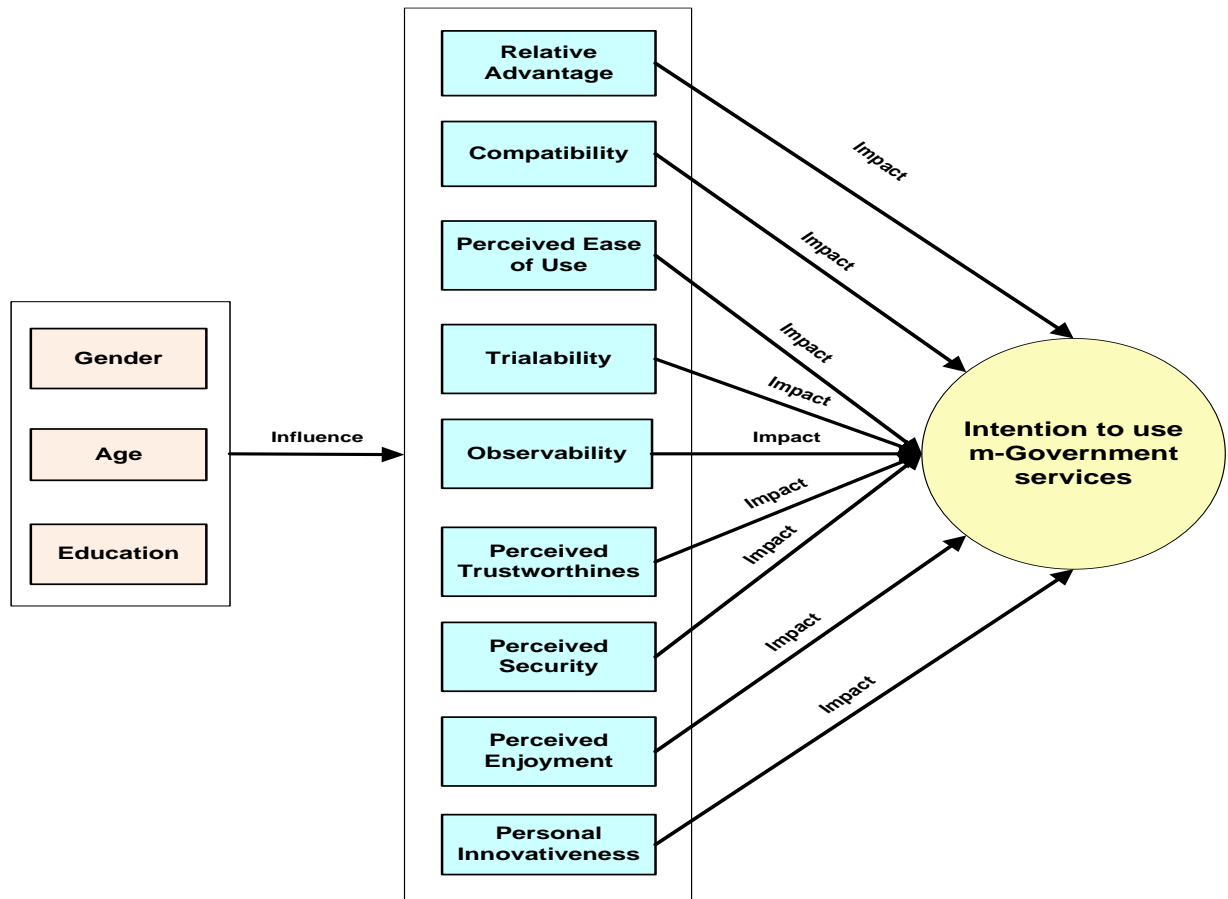 Gender
Age
Education
Influence
Relative
Advantage
Compatibility
Perceived Ease
of Use
Trialability
Observability
Perceived
Trustworthines
Perceived
Security
Perceived
Enjoyment
Personal
Innovativeness
Impact
Impact
Impact
Impact
Impact
Impact
Impact
Impact
Impact
Intention to use
m-Government
services